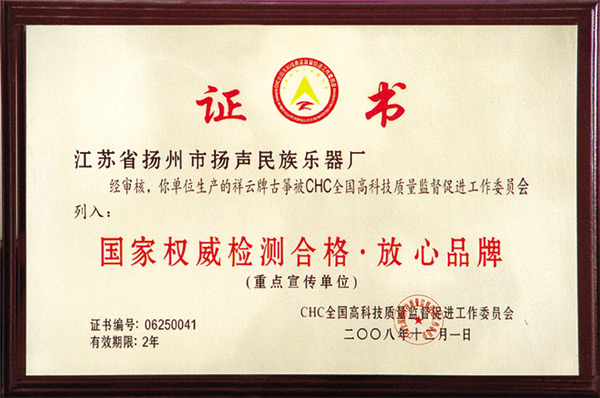 证书
江苏省扬州市扬声民族乐器厂
经审核,你单位生产的祥云牌古筝被CHC全国高科技质量监督促进工作委员会
列入:
国家权威检测合格·放心品牌
(重点宣传单位)
证书编号: 06250041
有效期限: 2年
CHC全国高科技质量监督促进工作委员会
二〇〇八年十月一日